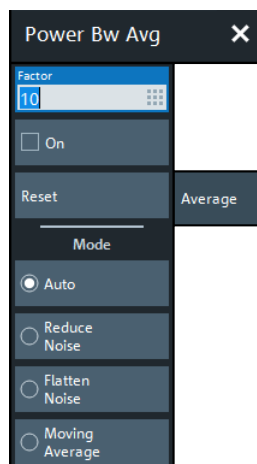 Power Bw Avg
Factor
10
On
Reset
Average
Mode
Auto
Reduce
Noise
Flatten
Noise
Moving
Average